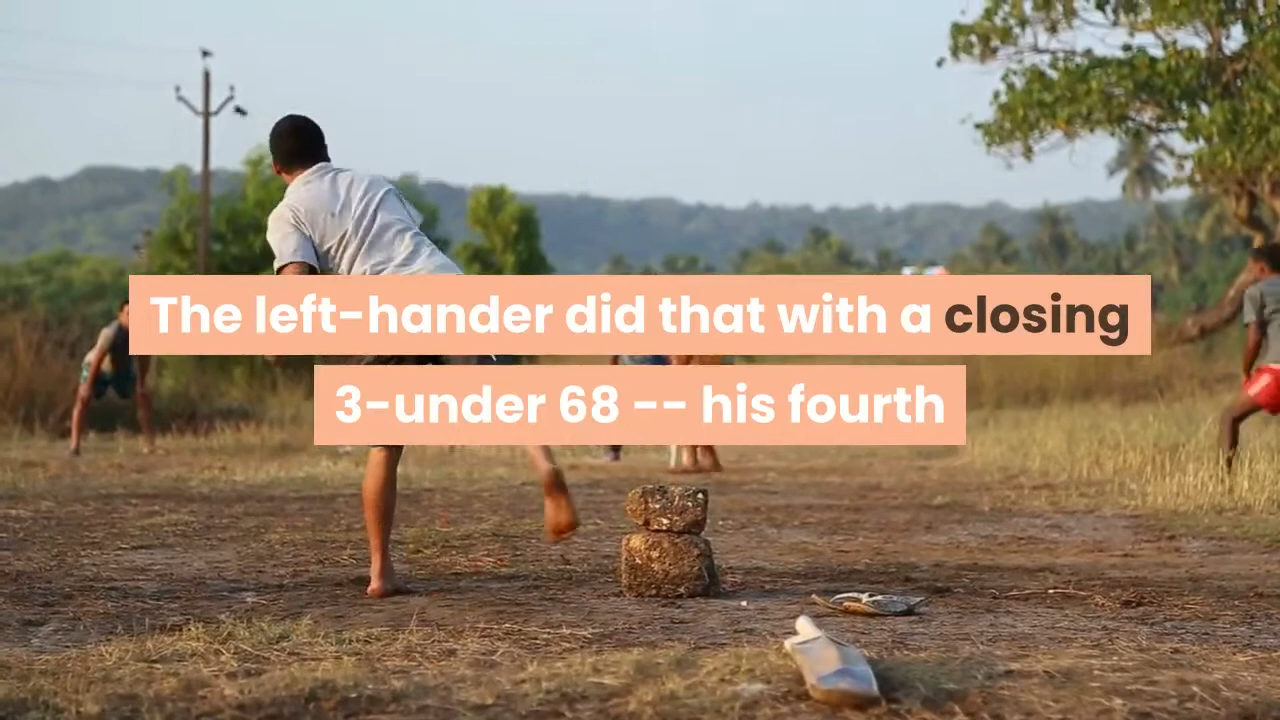 The left-hander did that with a closing
3-under 68 -- his fourth